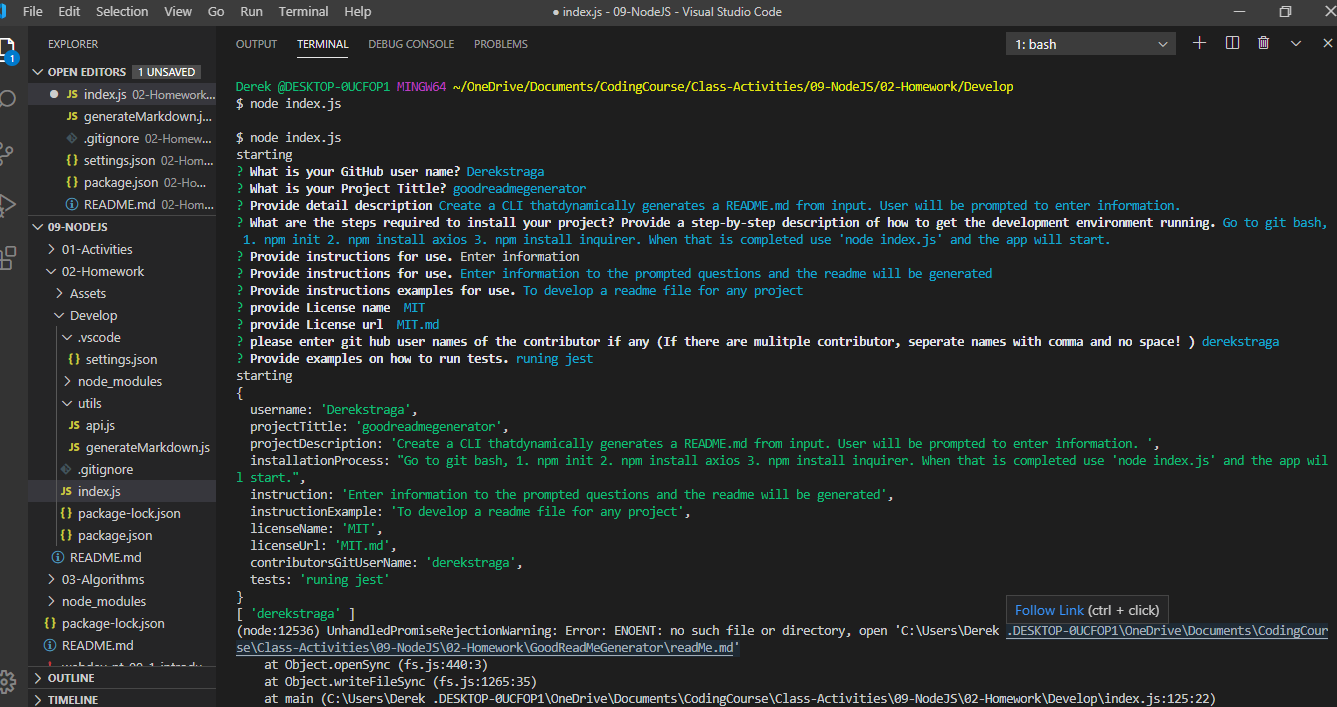 File Edit Selection View Go Run Terminal Help ● index.js - 09-NodeJS - Visual Studio Code
EXPLORER
OPEN EDITORS 1 UNSAVED
● JS index.js 02-Homework...
JS generateMarkdown.j...
.gitignore 02-Homew...
{} settings.json 02-Hom...
{} package.json 02-Ho...
README.md 02-Hom...
09-NODEJS
01-Activities
02-Homework
Assets
Develop
.vscode
{} settings.json
node_modules
utils
JS api.js
JS generateMarkdown.js
.gitignore
JS index.js
{} package-lock.json
{} package.json
README.md
03-Algorithms
node_modules
{} package-lock.json
README.md
OUTLINE
TIMELINE
1
OUTPUT TERMINAL DEBUG CONSOLE PROBLEMS 1: bash
Derek @DESKTOP-0UCFOP1 MINGW64 ~/OneDrive/Documents/CodingCourse/Class-Activities/09-NodeJS/02-Homework/Develop
$ node index.js
$ node index.js
starting
? What is your GitHub user name? Derekstraga
? What is your Project Tittle? goodreadmegenerator
? Provide detail description Create a CLI thatdynamically generates a README.md from input. User will be prompted to enter information.
? What are the steps required to install your project? Provide a step-by-step description of how to get the development environment running. Go to git bash,
1. npm init 2. npm install axios 3. npm install inquirer. When that is completed use 'node index.js' and the app will start.
? Provide instructions for use. Enter information
? Provide instructions for use. Enter information to the prompted questions and the readme will be generated
? Provide instructions examples for use. To develop a readme file for any project
? provide License name MIT
? provide License url MIT.md
? please enter git hub user names of the contributor if any (If there are mulitple contributor, seperate names with comma and no space! ) derekstraga
? Provide examples on how to run tests. runing jest
starting
{
username: 'Derekstraga',
projectTittle: 'goodreadmegenerator',
projectDescription: 'Create a CLI thatdynamically generates a README.md from input. User will be prompted to enter information. ',
installationProcess: "Go to git bash, 1. npm init 2. npm install axios 3. npm install inquirer. When that is completed use 'node index.js' and the app wil
l start.",
instruction: 'Enter information to the prompted questions and the readme will be generated',
instructionExample: 'To develop a readme file for any project',
licenseName: 'MIT',
licenseUrl: 'MIT.md',
contributorsGitUserName: 'derekstraga',
tests: 'runing jest'
}
[ 'derekstraga' ]
Follow Link (ctrl + click)
(node:12536) UnhandledPromiseRejectionWarning: Error: ENOENT: no such file or directory, open 'C:\Users\Derek .DESKTOP-0UCFOP1\OneDrive\Documents\CodingCour
se\Class-Activities\09-NodeJS\02-Homework\GoodReadMeGenerator\readMe.md'
at Object.openSync (fs.js:440:3)
at Object.writeFileSync (fs.js:1265:35)
at main (C:\Users\Derek .DESKTOP-0UCFOP1\OneDrive\Documents\CodingCourse\Class-Activities\09-NodeJS\02-Homework\Develop\index.js:125:22)